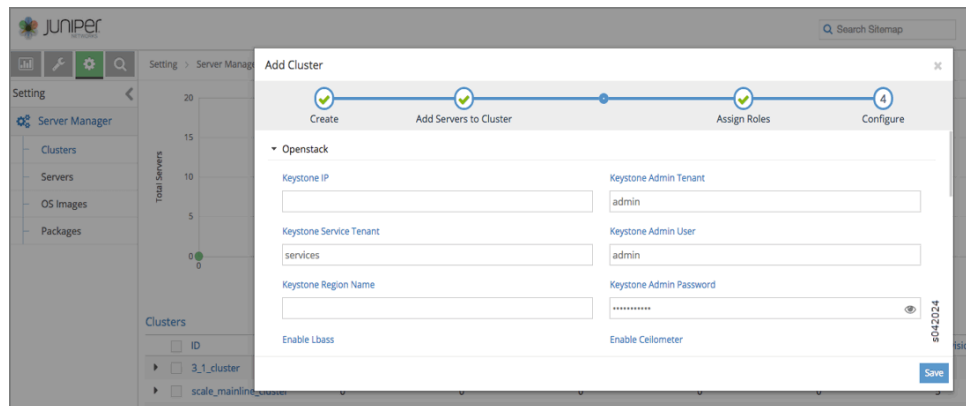 JUNIPER
NETWORKS
Search Sitemap
Setting > Server Manage
Add Cluster
×
Setting
Server Manager
Clusters
Servers
OS Images
Packages
Total Servers
20
15
10
5
0
0
Create
Add Servers to Cluster
Assign Roles
4
Configure
Openstack
Keystone IP
Keystone Admin Tenant
admin
Keystone Service Tenant
Keystone Admin User
services
admin
Keystone Region Name
Keystone Admin Password
•••••••••••
Enable Lbass
Enable Ceilometer
s042024
Save
Clusters
ID
3_1_cluster
scale_mainline_cluster